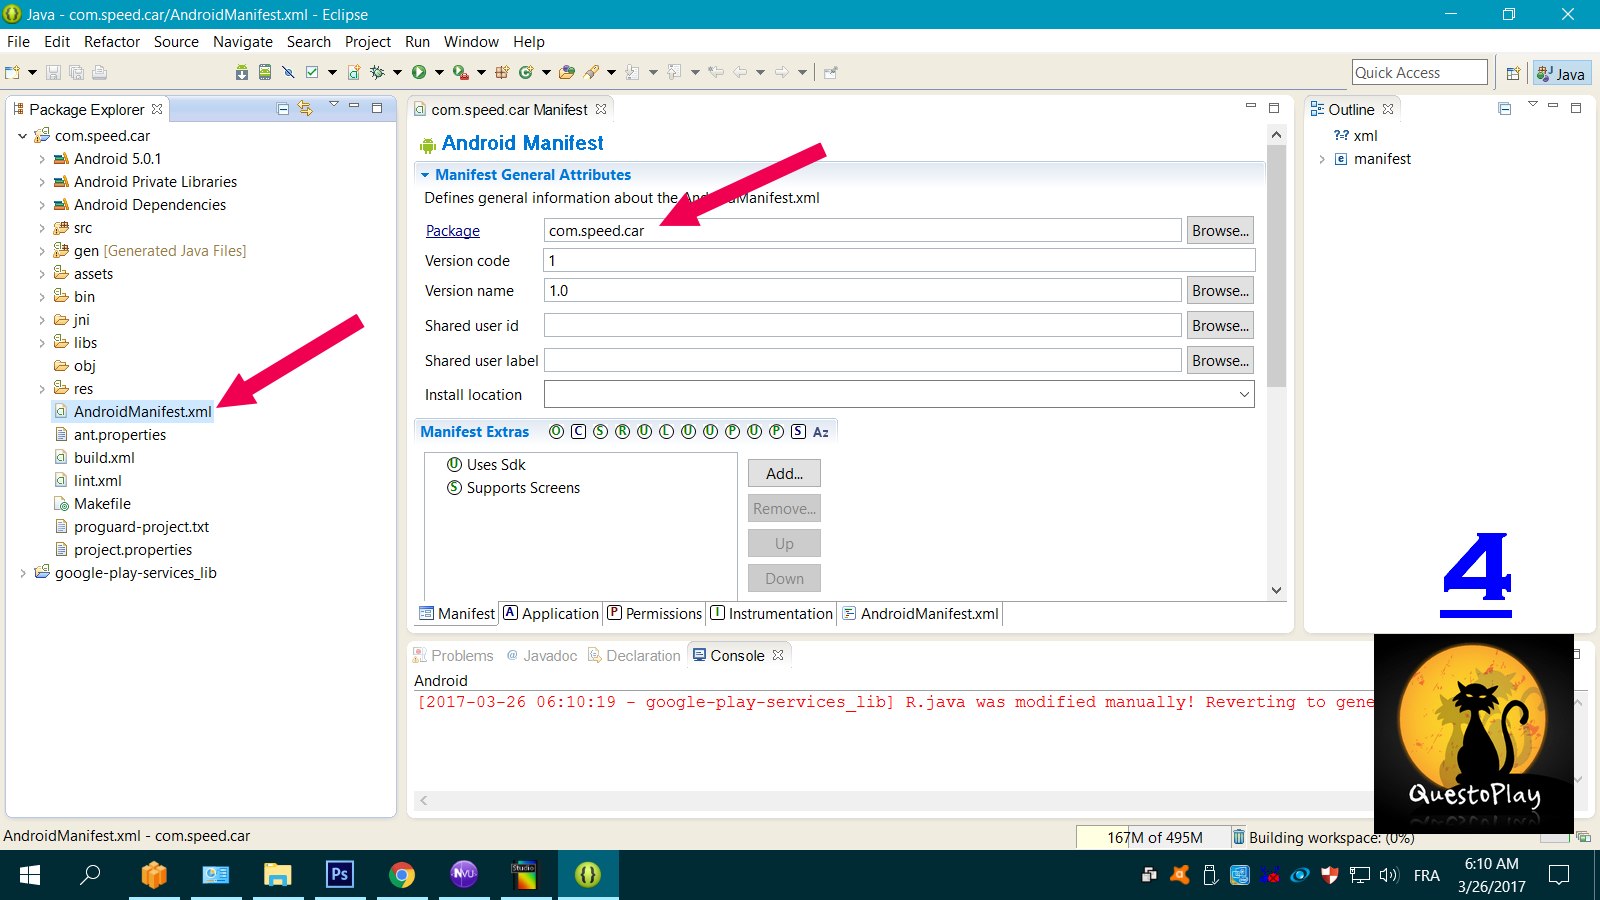 Java - com.speed.car/AndroidManifest.xml - Eclipse
File Edit Refactor Source Navigate Search Project Run Window Help
Quick Access
Java
Package Explorer
com.speed.car
Android 5.0.1
Android Private Libraries
Android Dependencies
src
gen [Generated Java Files]
assets
bin
jni
libs
obj
res
AndroidManifest.xml
ant.properties
build.xml
lint.xml
Makefile
proguard-project.txt
project.properties
google-play-services_lib
com.speed.car Manifest
Android Manifest
Manifest General Attributes
Defines general information about the AndroidManifest.xml
Package com.speed.car Browse...
Version code 1
Version name 1.0 Browse...
Shared user id Browse...
Shared user label Browse...
Install location
Manifest Extras O C S R U L U U P U P S Az
U Uses Sdk
S Supports Screens
Add...
Remove...
Up
Down
Manifest A Application P Permissions I Instrumentation AndroidManifest.xml
Outline
?=? xml
e manifest
4
Problems @ Javadoc Declaration Console
Android
[2017-03-26 06:10:19 - google-play-services_lib] R.java was modified manually! Reverting to gene
QuestoPlay
AndroidManifest.xml - com.speed.car
167M of 495M
Building workspace: (0%)
Ps
NVU
Studio
FRA
6:10 AM
3/26/2017